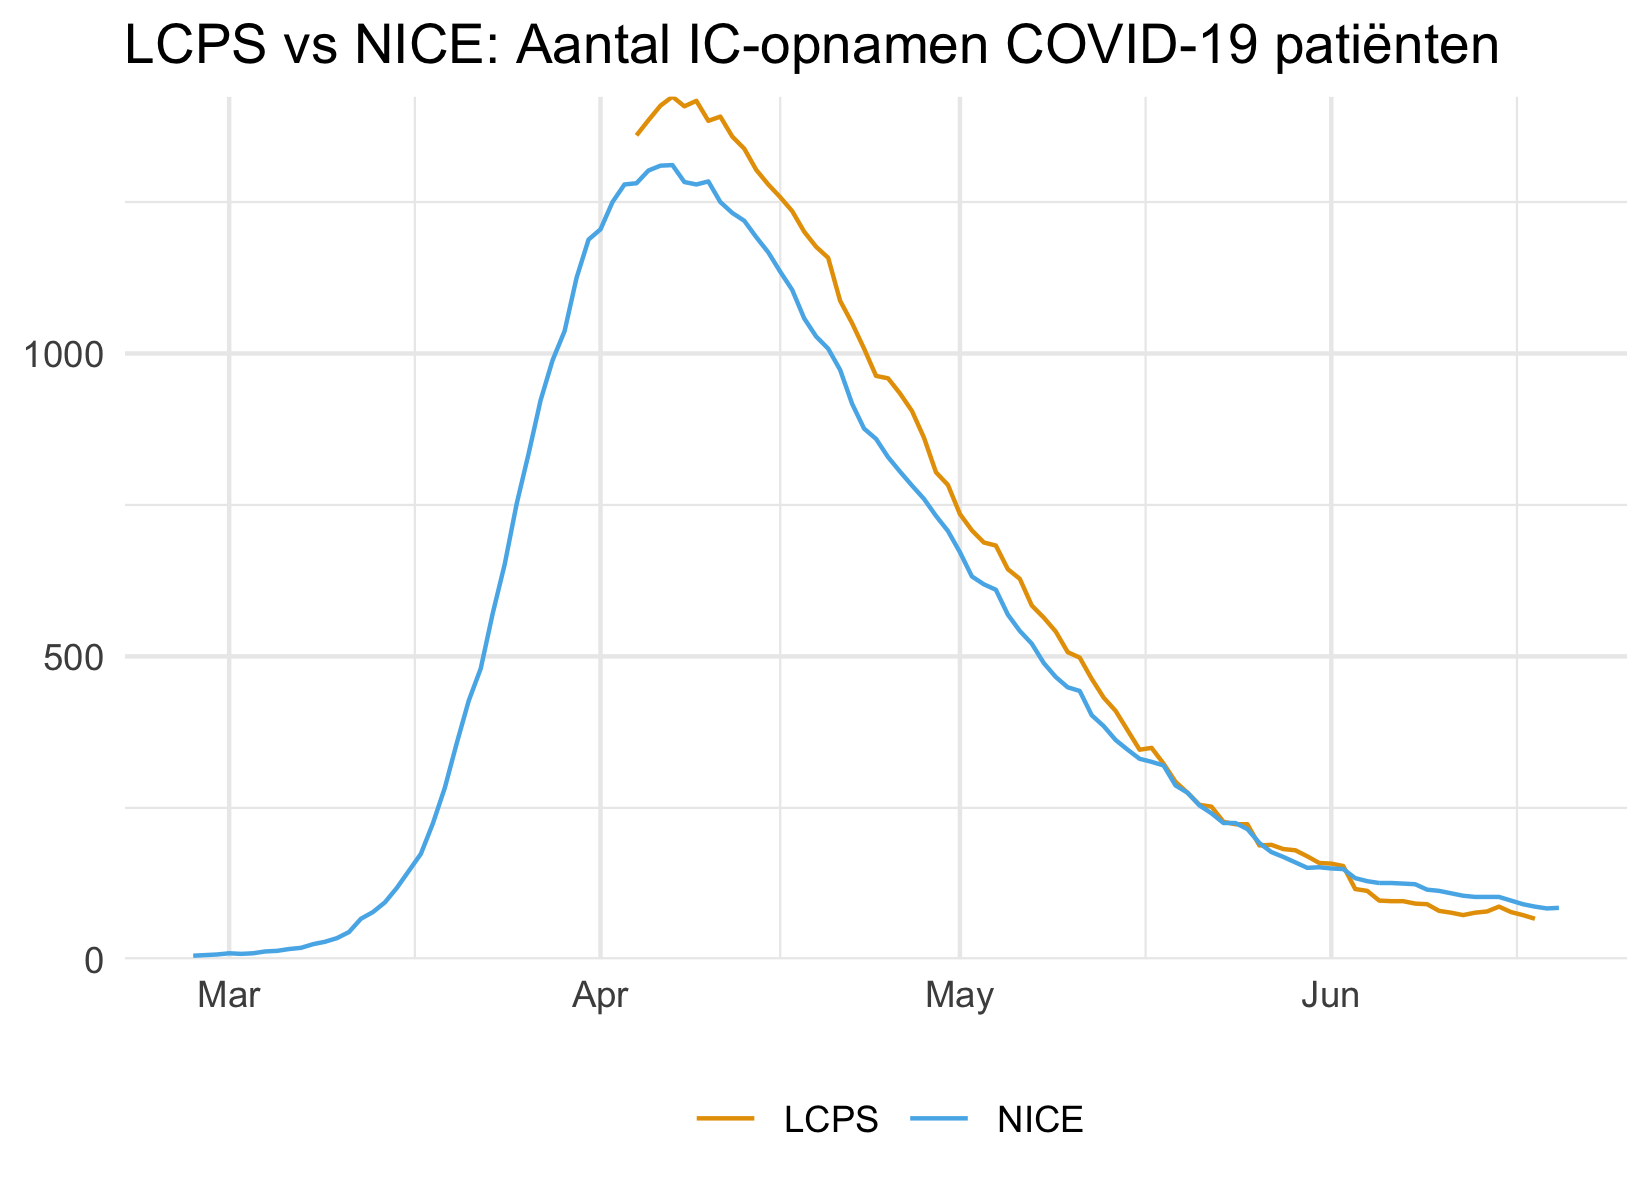 LCPS vs NICE: Aantal IC-opnamen COVID-19 patiënten
1000
500
0
Mar Apr May Jun
LCPS NICE